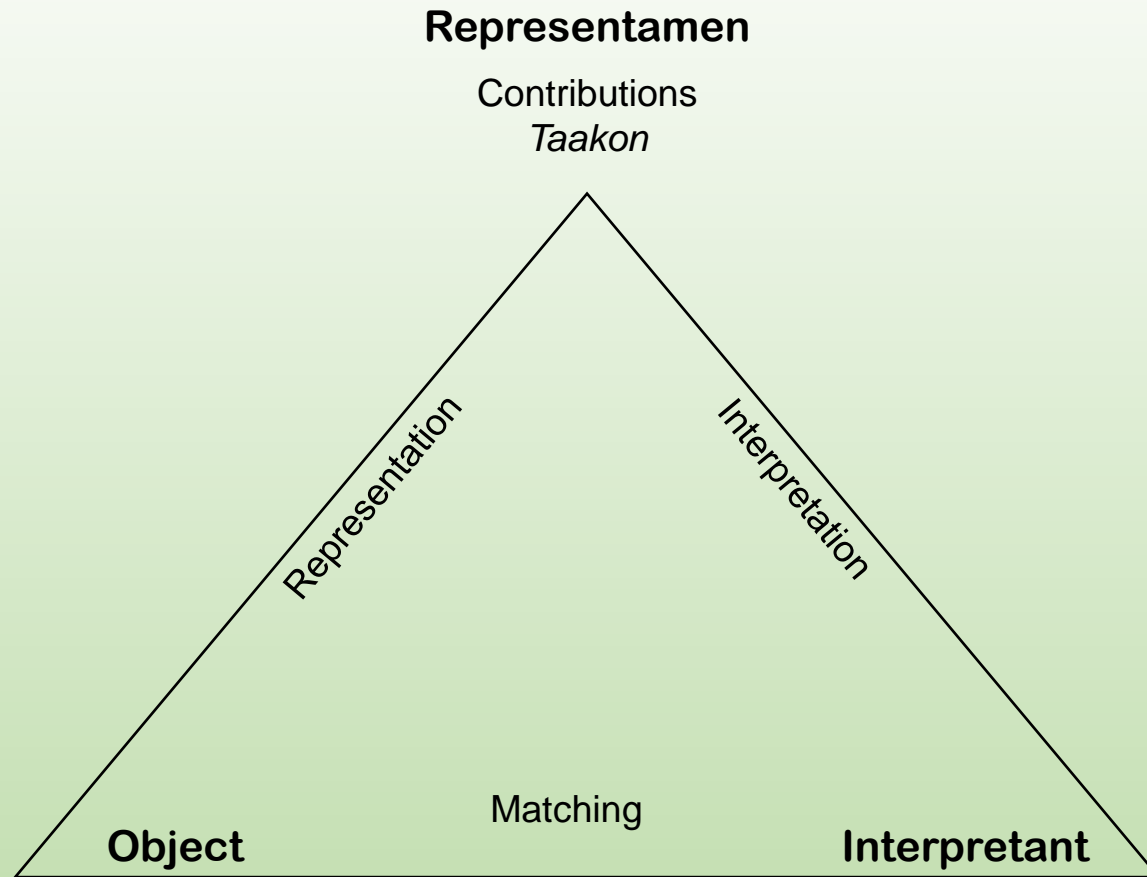 Representamen
Contributions
Taakon
Representation
Interpretation
Matching
Object
Interpretant